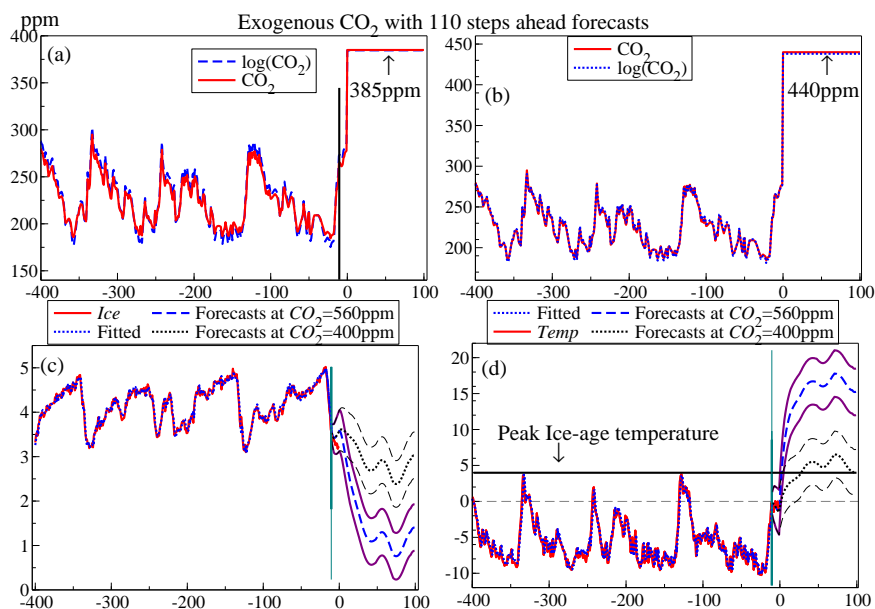 Exogenous CO2 with 110 steps ahead forecasts
ppm
(a)
log(CO2)
CO2
385ppm
400
350
300
250
200
150
-400 -300 -200 -100 0 100
(b)
CO2
log(CO2)
440ppm
450
400
350
300
250
200
-400 -300 -200 -100 0 100
Ice Forecasts at CO2=560ppm
Fitted Forecasts at CO2=400ppm
(c)
5
4
3
2
1
0
-400 -300 -200 -100 0 100
Fitted Forecasts at CO2=560ppm
Temp Forecasts at CO2=400ppm
(d)
Peak Ice-age temperature
20
15
10
5
0
-5
-10
-400 -300 -200 -100 0 100